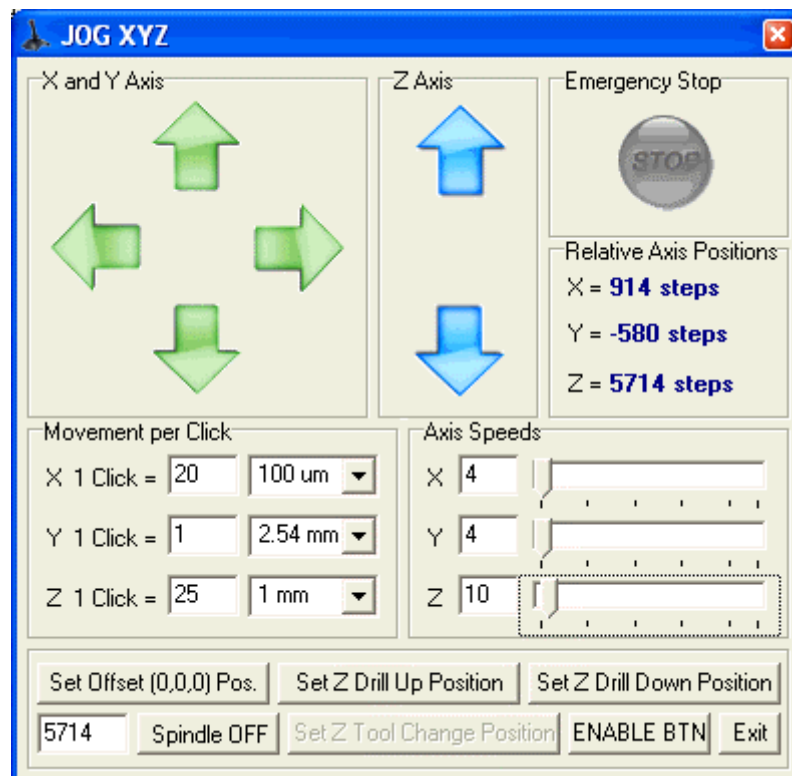 JOG XYZ
X and Y Axis
Z Axis
Emergency Stop
STOP
Relative Axis Positions
X = 914 steps
Y = -580 steps
Z = 5714 steps
Movement per Click
X 1 Click = 20 100 um
Y 1 Click = 1 2.54 mm
Z 1 Click = 25 1 mm
Axis Speeds
X 4
Y 4
Z 10
Set Offset (0,0,0) Pos. Set Z Drill Up Position Set Z Drill Down Position
5714 Spindle OFF Set Z Tool Change Position ENABLE BTN Exit